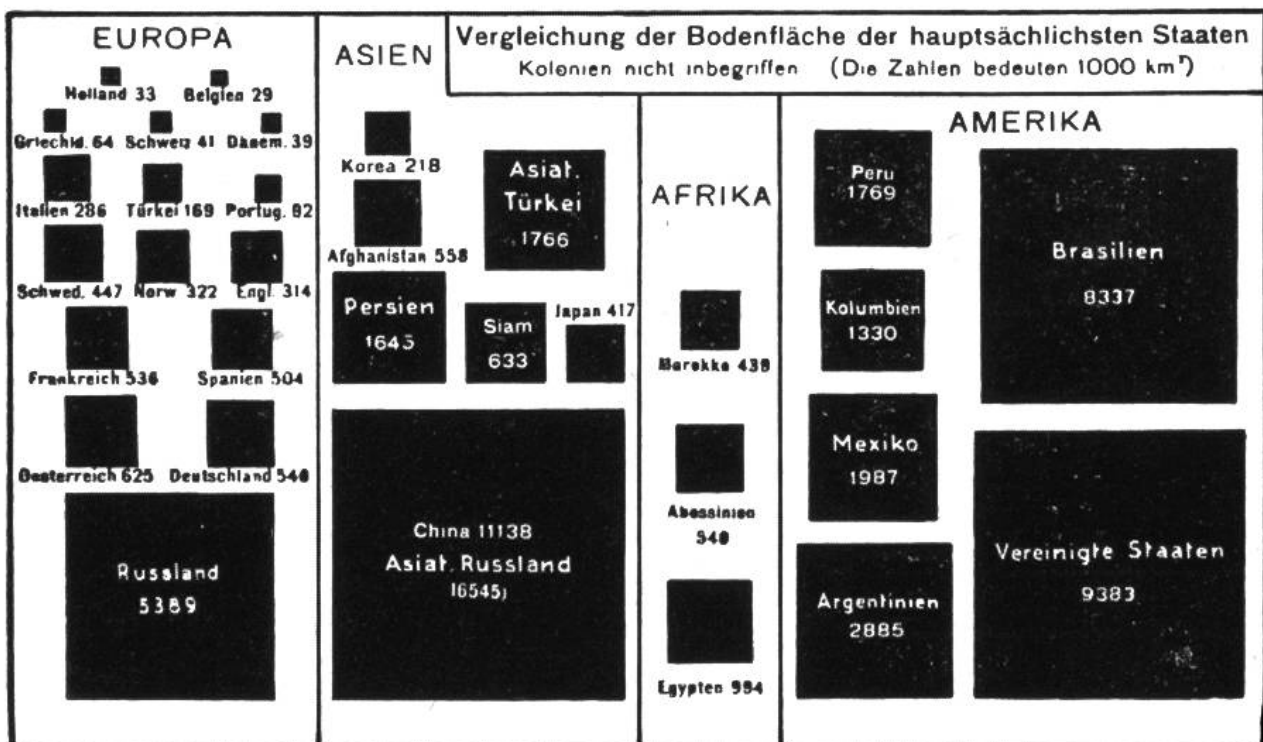 Vergleichung der Bodenfläche der hauptsächlichsten Staaten
Kolonien nicht inbegriffen (Die Zahlen bedeuten 1000 km²)
EUROPA
Holland 33 Belgien 29
Griechld. 64 Schweiz 41 Dänem. 39
Italien 286 Türkei 169 Portug. 92
Schwed. 447 Norw 322 Engl. 314
Frankreich 536 Spanien 504
Oesterreich 625 Deutschland 540
Russland
5389
ASIEN
Korea 218
Asiat.
Türkei
1766
Afghanistan 558
Persien
1645
Siam
633
Japan 417
China 11138
Asiat. Russland
16545)
AFRIKA
Marokko 439
Abessinien
540
Egypten 994
AMERIKA
Peru
1769
Brasilien
8337
Kolumbien
1330
Mexiko
1987
Vereinigte Staaten
9383
Argentinien
2885